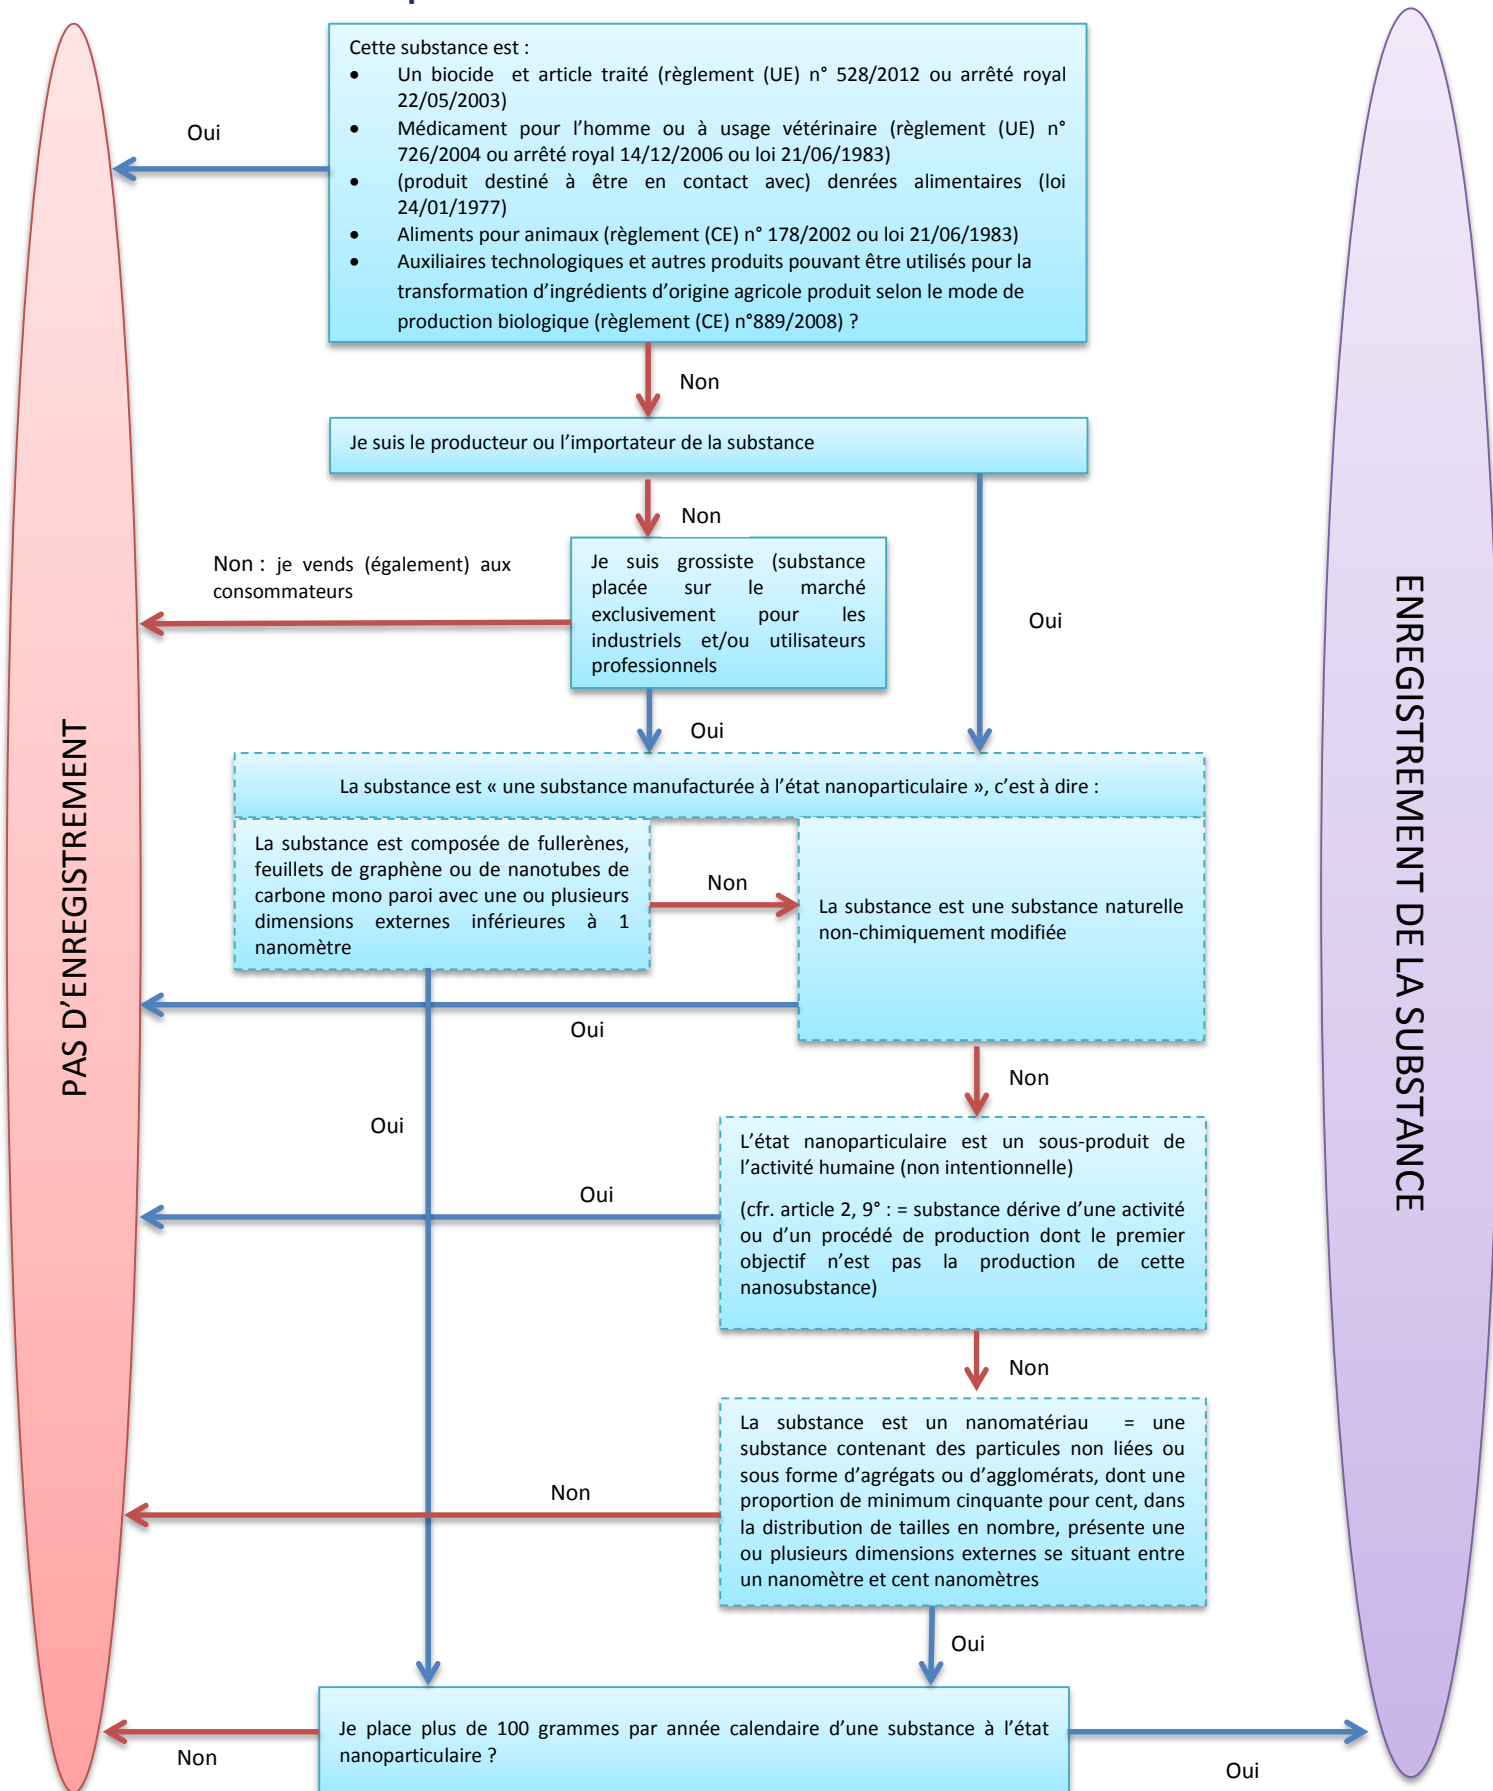 Cette substance est :
• Un biocide et article traité (règlement (UE) n° 528/2012 ou arrêté royal
22/05/2003)
• Médicament pour l’homme ou à usage vétérinaire (règlement (UE) n°
726/2004 ou arrêté royal 14/12/2006 ou loi 21/06/1983)
• (produit destiné à être en contact avec) denrées alimentaires (loi
24/01/1977)
• Aliments pour animaux (règlement (CE) n° 178/2002 ou loi 21/06/1983)
• Auxiliaires technologiques et autres produits pouvant être utilisés pour la
transformation d’ingrédients d’origine agricole produit selon le mode de
production biologique (règlement (CE) n°889/2008) ?
Oui
Non
Je suis le producteur ou l’importateur de la substance
Non
Oui
Je suis grossiste (substance
placée sur le marché
exclusivement pour les
industriels et/ou utilisateurs
professionnels
Non : je vends (également) aux
consommateurs
Oui
La substance est « une substance manufacturée à l’état nanoparticulaire », c’est à dire :
La substance est composée de fullerènes,
feuillets de graphène ou de nanotubes de
carbone mono paroi avec une ou plusieurs
dimensions externes inférieures à 1
nanomètre
Non
La substance est une substance naturelle
non-chimiquement modifiée
Oui
Non
Oui
L’état nanoparticulaire est un sous-produit de
l’activité humaine (non intentionnelle)
(cfr. article 2, 9° : = substance dérive d’une activité
ou d’un procédé de production dont le premier
objectif n’est pas la production de cette
nanosubstance)
Oui
Non
La substance est un nanomatériau = une
substance contenant des particules non liées ou
sous forme d’agrégats ou d’agglomérats, dont une
proportion de minimum cinquante pour cent, dans
la distribution de tailles en nombre, présente une
ou plusieurs dimensions externes se situant entre
un nanomètre et cent nanomètres
Non
Oui
Je place plus de 100 grammes par année calendaire d’une substance à l’état
nanoparticulaire ?
Non
Oui
PAS D’ENREGISTREMENT
ENREGISTREMENT DE LA SUBSTANCE